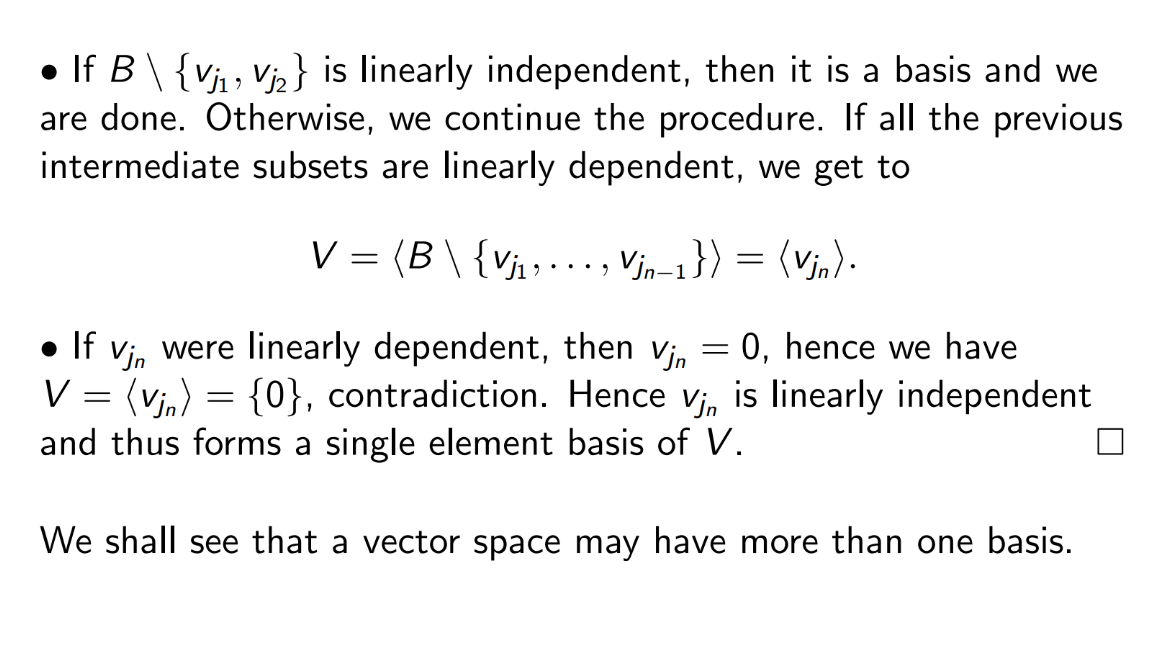 • If B \ {v_{j_1}, v_{j_2}} is linearly independent, then it is a basis and we
are done. Otherwise, we continue the procedure. If all the previous
intermediate subsets are linearly dependent, we get to
V = ⟨B \ {v_{j_1}, . . . , v_{j_{n−1}}}⟩ = ⟨v_{j_n}⟩.
• If v_{j_n} were linearly dependent, then v_{j_n} = 0, hence we have
V = ⟨v_{j_n}⟩ = {0}, contradiction. Hence v_{j_n} is linearly independent
and thus forms a single element basis of V. □
We shall see that a vector space may have more than one basis.